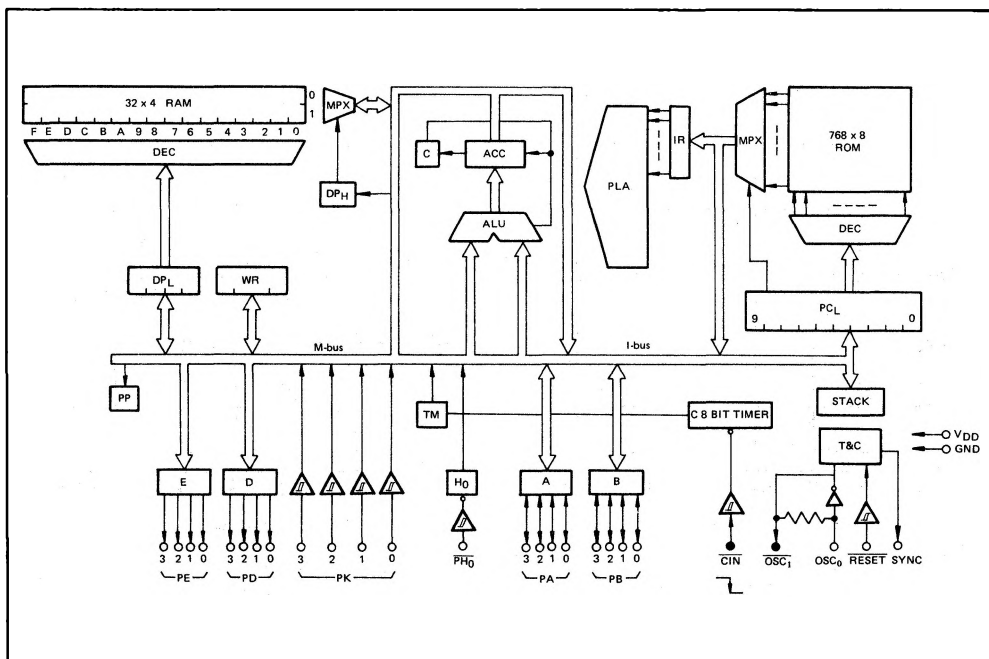 32 x 4 RAM
0
1
F E D C B A 9 8 7 6 5 4 3 2 1 0
DEC
MPX
DPH
C
ACC
ALU
PLA
IR
MPX
768 x 8
ROM
DEC
DPL
WR
9
PCL
0
M-bus
I-bus
PP
TM
C 8 BIT TIMER
STACK
T&C
VDD
GND
E
D
H0
A
B
3 2 1 0
3 2 1 0
3
2
1
0
PH0
3 2 1 0
3 2 1 0
CIN
OSC1
OSC0
RESET
SYNC
PE
PD
PK
PA
PB